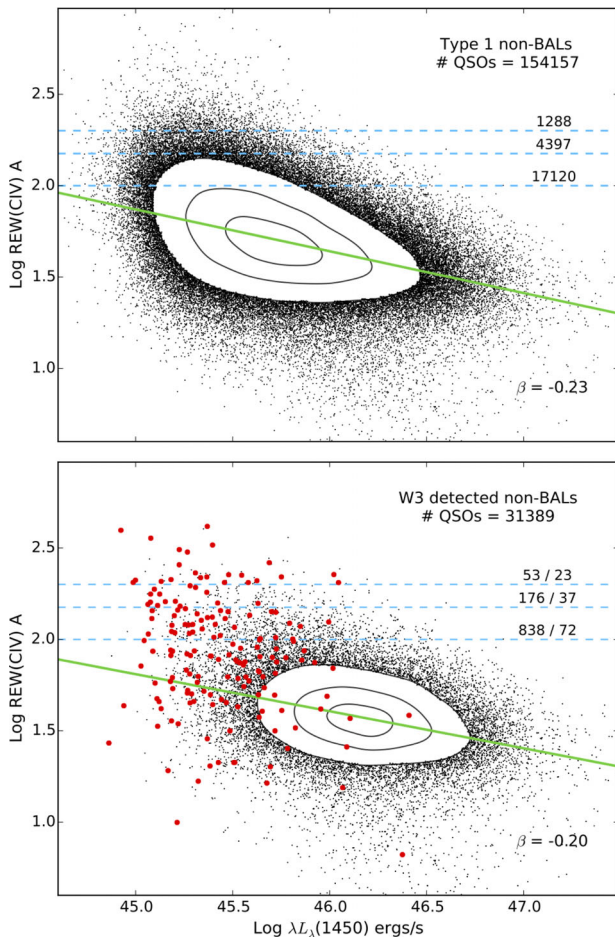 Type 1 non-BALs
# QSOs = 154157
2.5
1288
4397
2.0
17120
Log REW(CIV) A
1.5
1.0
β = -0.23
W3 detected non-BALs
# QSOs = 31389
2.5
53 / 23
176 / 37
2.0
838 / 72
Log REW(CIV) A
1.5
1.0
β = -0.20
45.0 45.5 46.0 46.5 47.0
Log λL_λ(1450) ergs/s